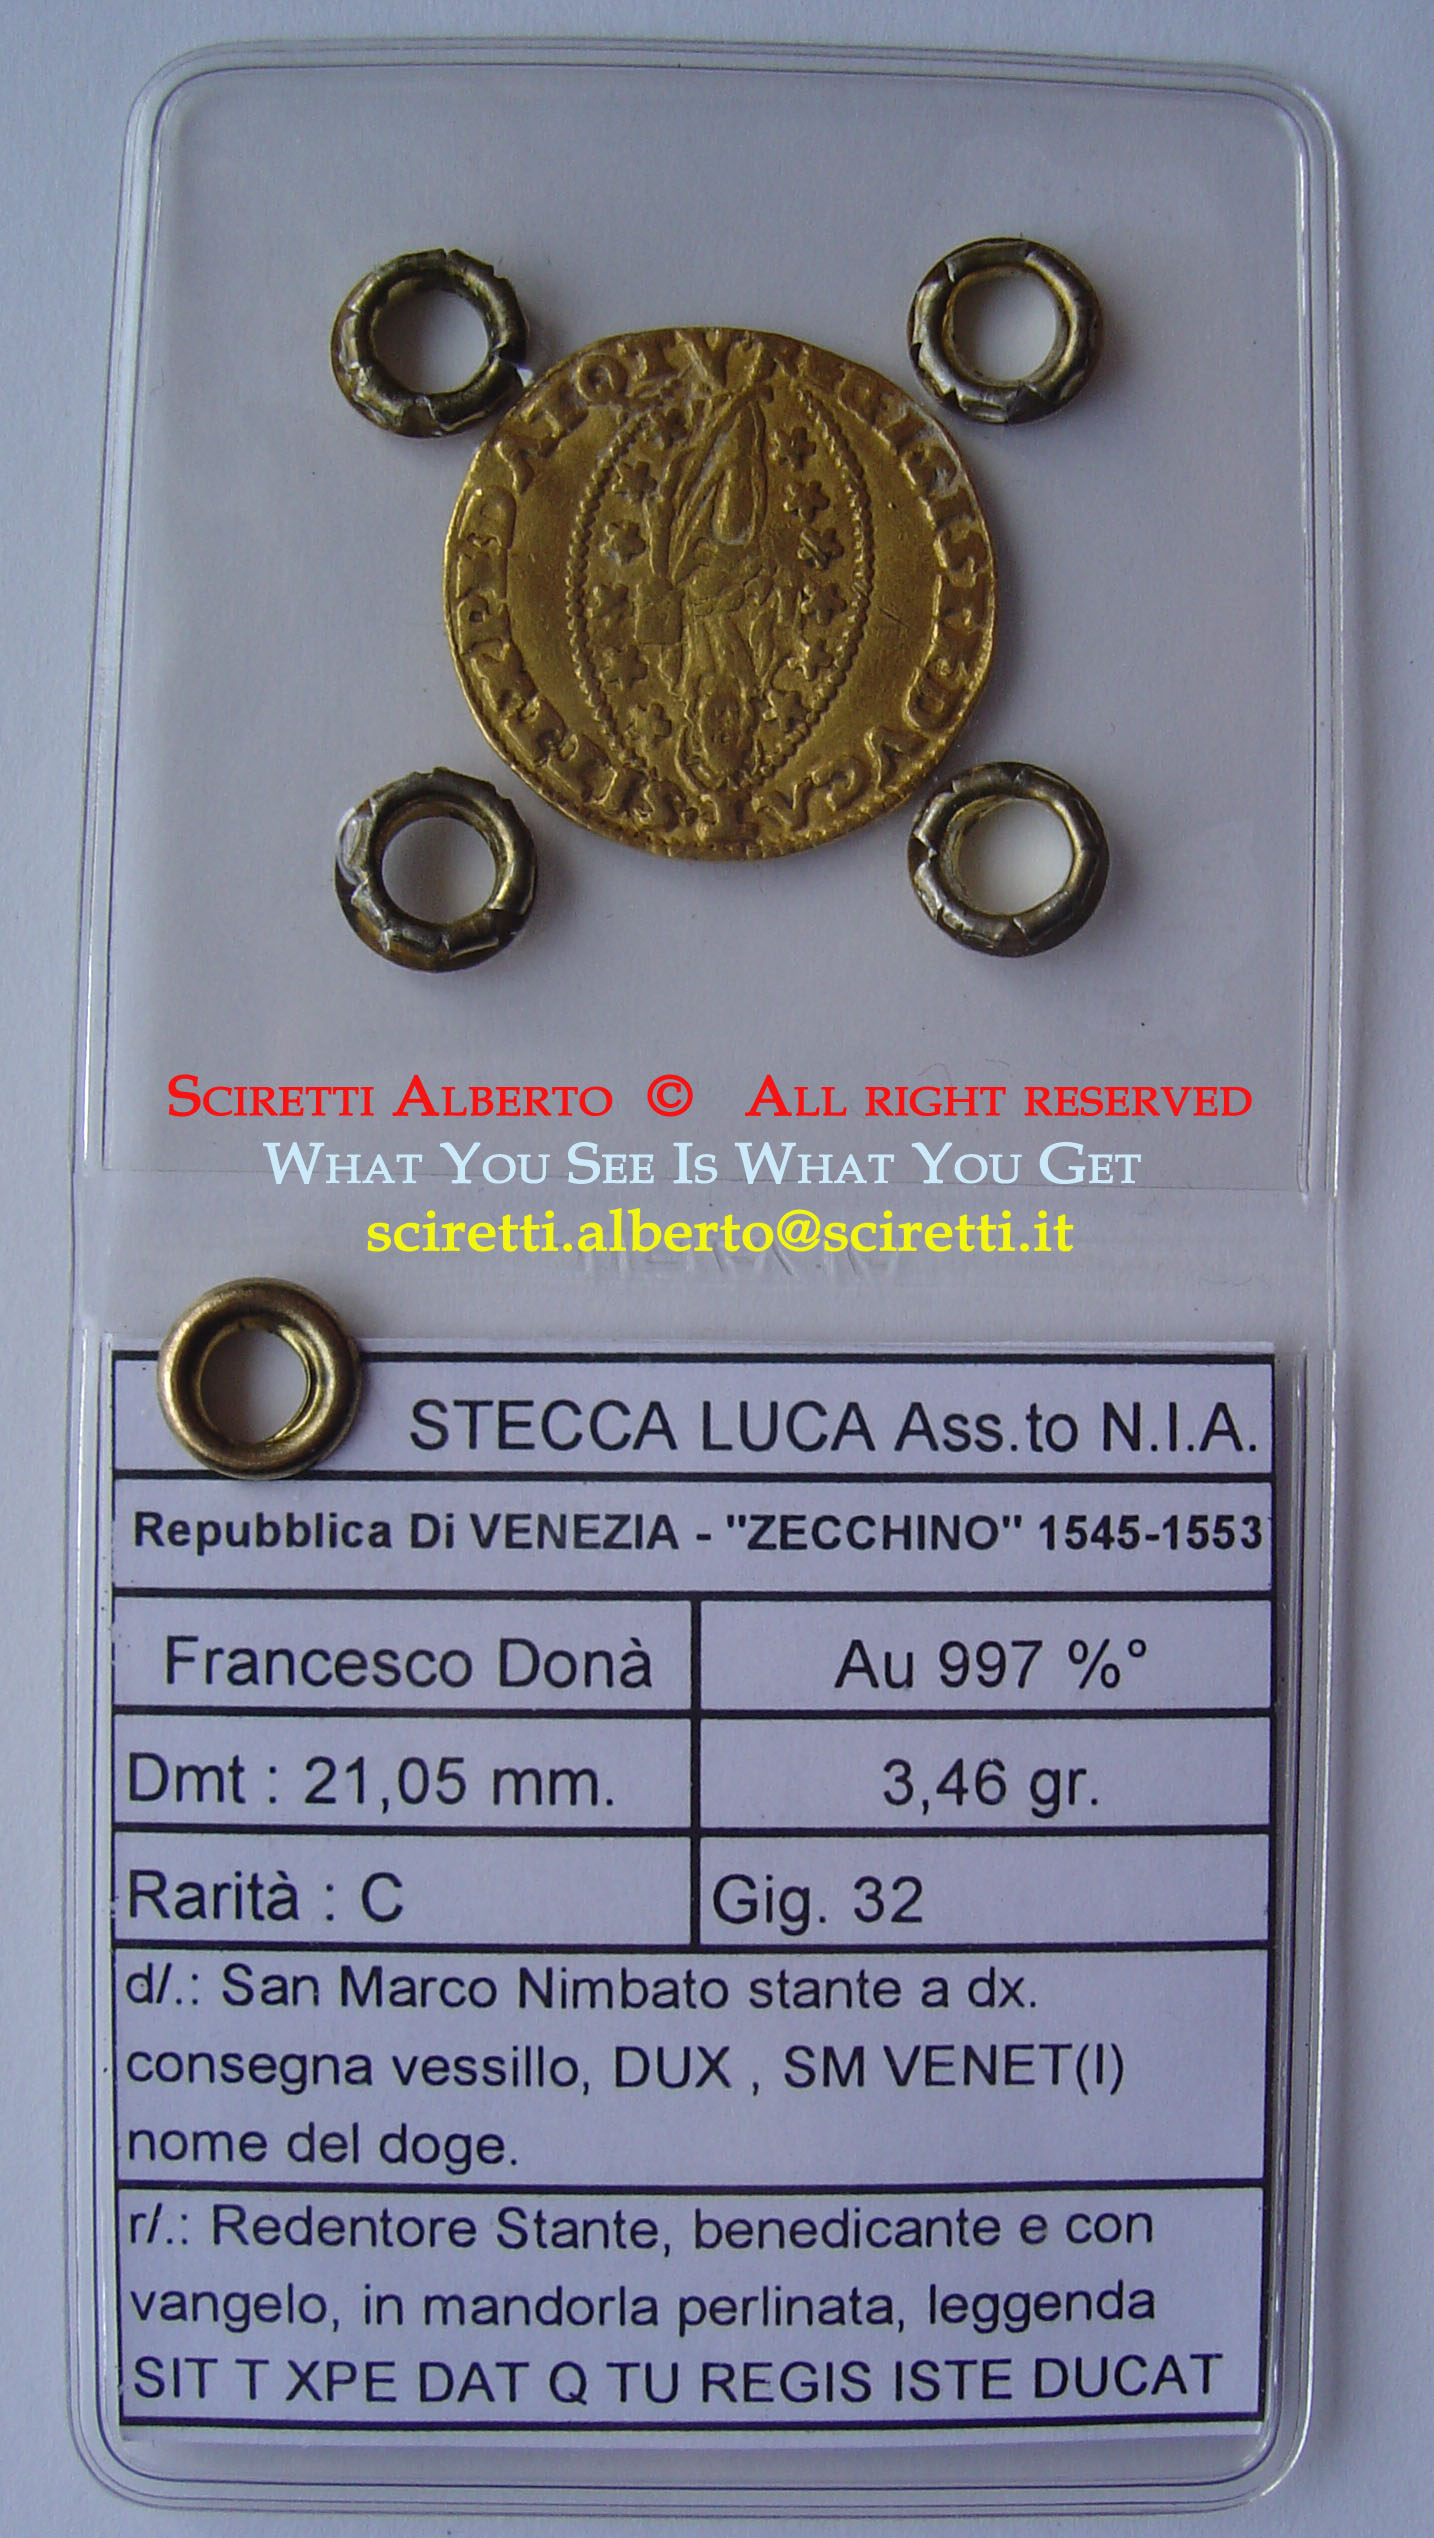 SCIRETTI ALBERTO © ALL RIGHT RESERVED
WHAT YOU SEE IS WHAT YOU GET
sciretti.alberto@sciretti.it
STECCA LUCA Ass.to N.I.A.
Repubblica Di VENEZIA - "ZECCHINO" 1545-1553
Francesco Donà
Au 997 %°
Dmt : 21,05 mm.
3,46 gr.
Rarità : C
Gig. 32
d/.: San Marco Nimbato stante a dx.
consegna vessillo, DUX , SM VENET(I)
nome del doge.
r/.: Redentore Stante, benedicante e con
vangelo, in mandorla perlinata, leggenda
SIT T XPE DAT Q TU REGIS ISTE DUCAT